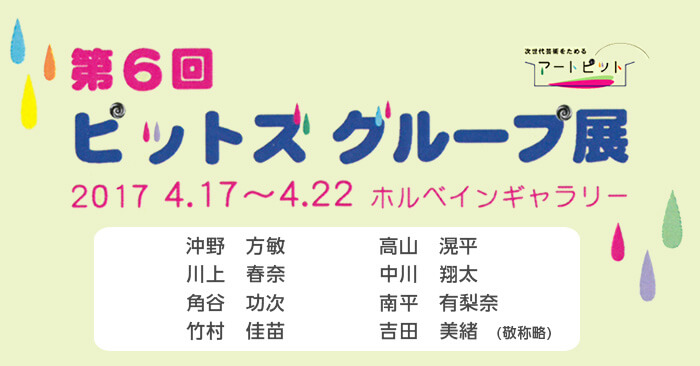 次世代芸術をためる
アートピット
第6回
ピットズ グループ展
2017 4.17〜4.22 ホルベインギャラリー
沖野 方敏 高山 滉平
川上 春奈 中川 翔太
角谷 功次 南平 有梨奈
竹村 佳苗 吉田 美緒 (敬称略)